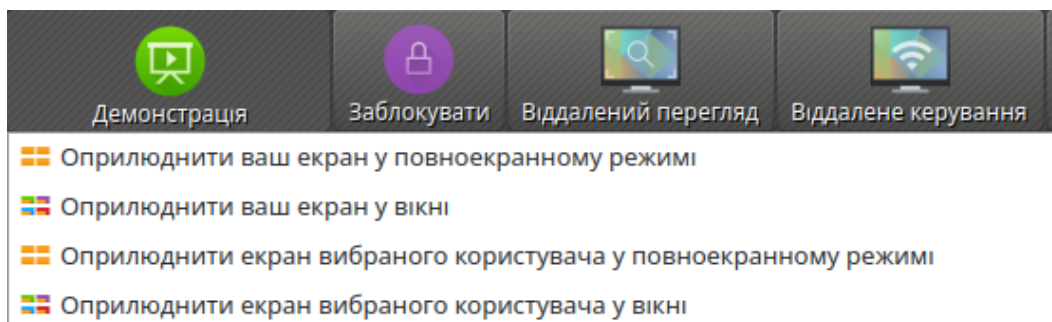 Демонстрація
Заблокувати
Віддалений перегляд
Віддалене керування
Оприлюднити ваш екран у повноекранному режимі
Оприлюднити ваш екран у вікні
Оприлюднити екран вибраного користувача у повноекранному режимі
Оприлюднити екран вибраного користувача у вікні